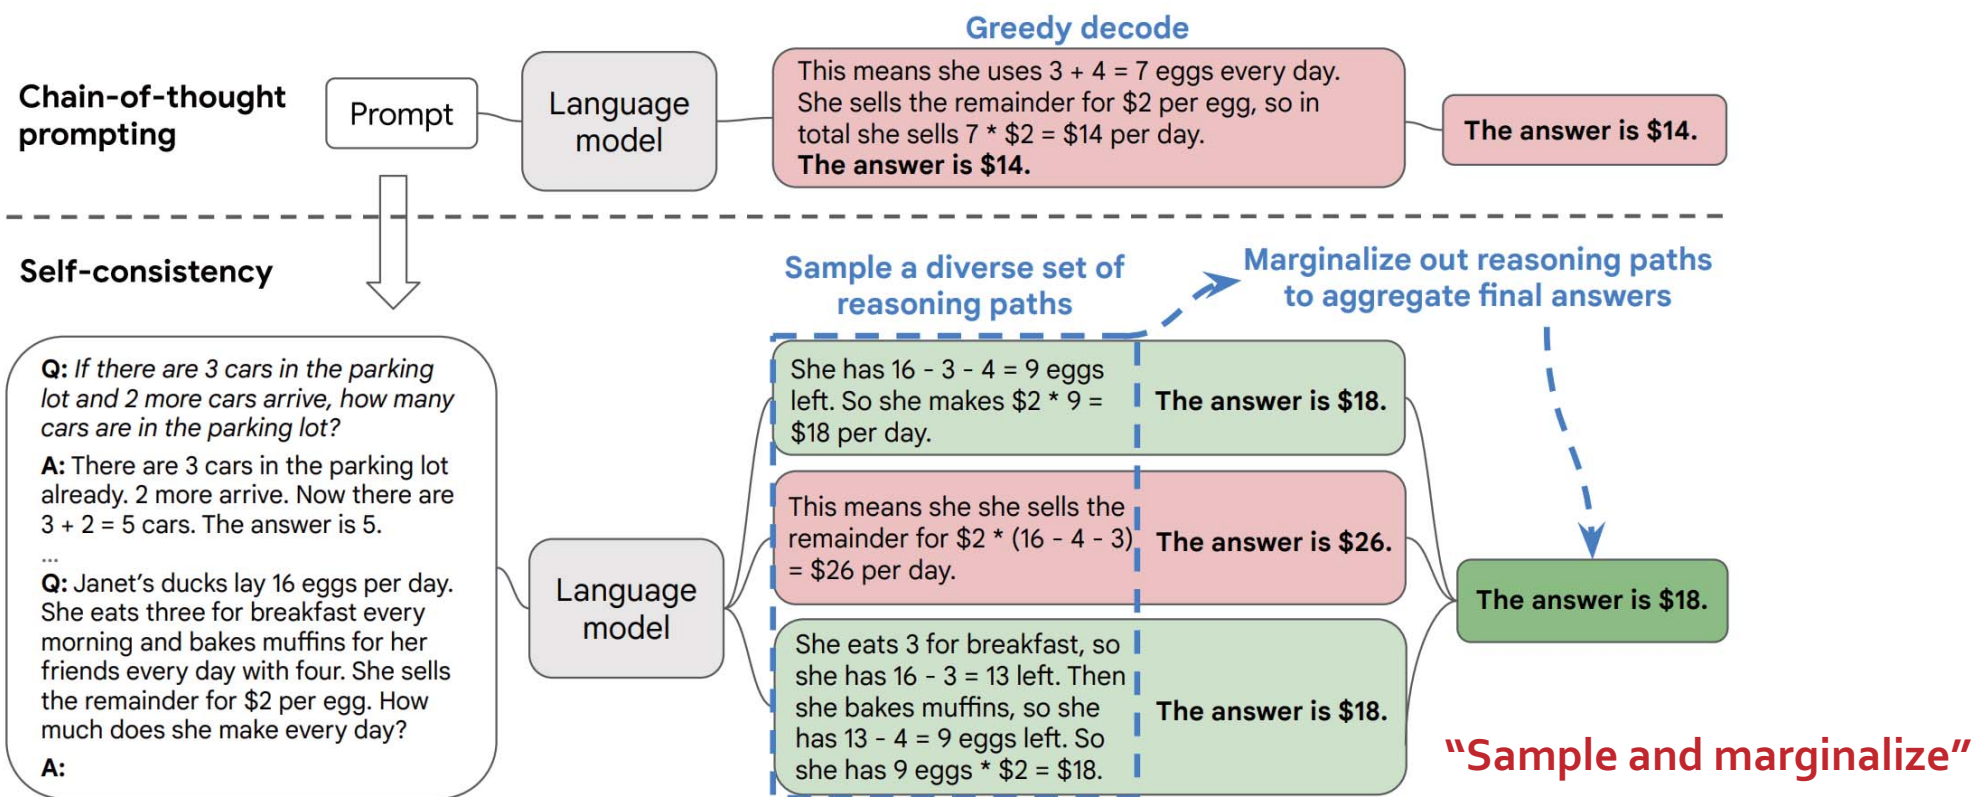 Greedy decode
Chain-of-thought
prompting
Prompt
Language
model
This means she uses 3 + 4 = 7 eggs every day.
She sells the remainder for $2 per egg, so in
total she sells 7 * $2 = $14 per day.
The answer is $14.
The answer is $14.
Self-consistency
Sample a diverse set of
reasoning paths
Marginalize out reasoning paths
to aggregate final answers
Q: If there are 3 cars in the parking
lot and 2 more cars arrive, how many
cars are in the parking lot?
A: There are 3 cars in the parking lot
already. 2 more arrive. Now there are
3 + 2 = 5 cars. The answer is 5.
...
Q: Janet's ducks lay 16 eggs per day.
She eats three for breakfast every
morning and bakes muffins for her
friends every day with four. She sells
the remainder for $2 per egg. How
much does she make every day?
A:
Language
model
She has 16 - 3 - 4 = 9 eggs
left. So she makes $2 * 9 =
$18 per day.
The answer is $18.
This means she she sells the
remainder for $2 * (16 - 4 - 3)
= $26 per day.
The answer is $26.
She eats 3 for breakfast, so
she has 16 - 3 = 13 left. Then
she bakes muffins, so she
has 13 - 4 = 9 eggs left. So
she has 9 eggs * $2 = $18.
The answer is $18.
The answer is $18.
“Sample and marginalize”